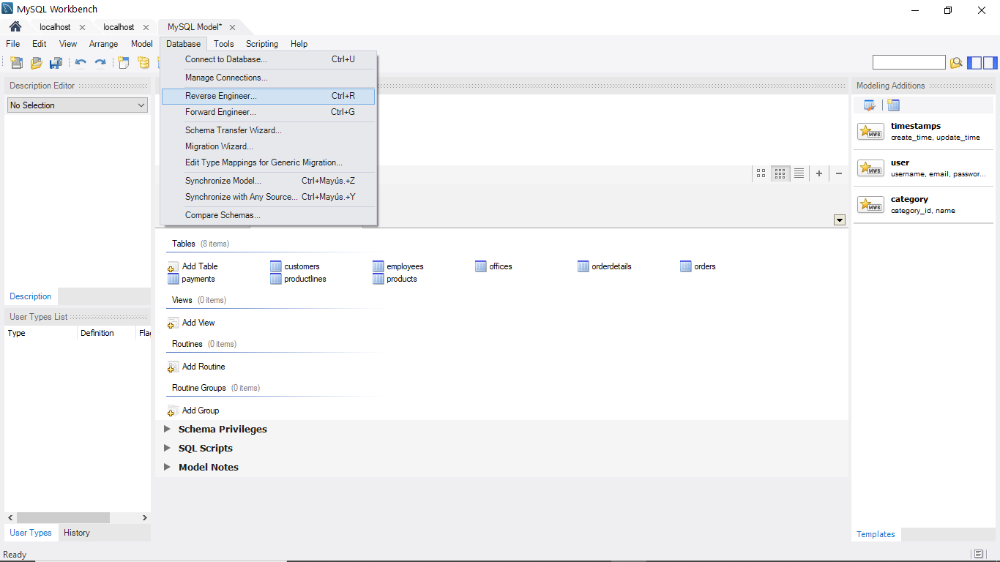 MySQL Workbench
localhost localhost MySQL Model*
File Edit View Arrange Model Database Tools Scripting Help
Connect to Database... Ctrl+U
Manage Connections...
Reverse Engineer... Ctrl+R
Forward Engineer... Ctrl+G
Schema Transfer Wizard...
Migration Wizard...
Edit Type Mappings for Generic Migration...
Synchronize Model... Ctrl+Mayús.+Z
Synchronize with Any Source... Ctrl+Mayús.+Y
Compare Schemas...
Description Editor
No Selection
Description
User Types List
Type Definition Flag
User Types History
Tables (8 items)
Add Table customers employees offices orderdetails orders
payments productlines products
Views (0 items)
Add View
Routines (0 items)
Add Routine
Routine Groups (0 items)
Add Group
Schema Privileges
SQL Scripts
Model Notes
Modeling Additions
MWB timestamps
create_time, update_time
MWB user
username, email, passwor...
MWB category
category_id, name
Templates
Ready